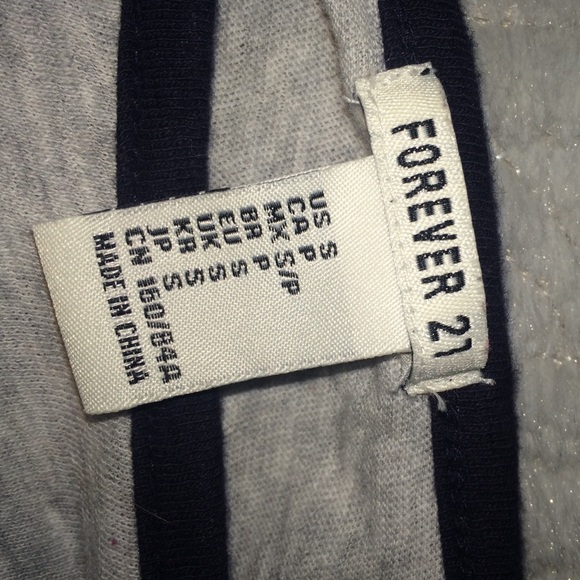 FOREVER 21
US S
CA P
MX S/P
BR P
EU S
UK S
KR S
JP S
CN 160/84A
MADE IN CHINA